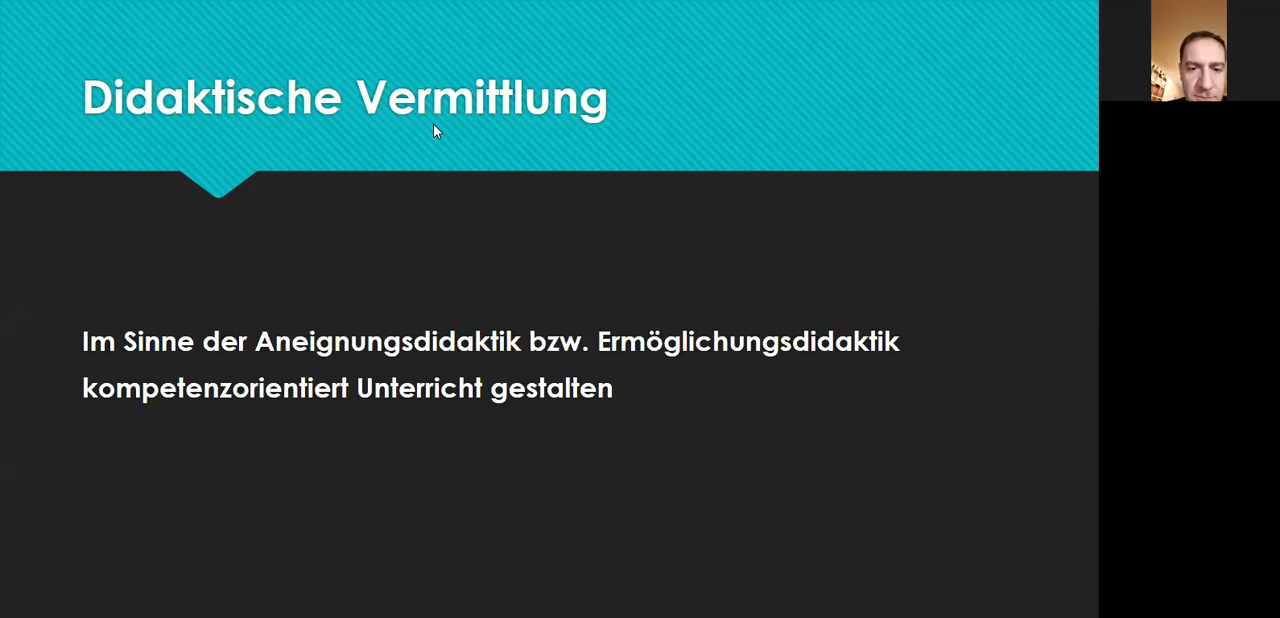 Didaktische Vermittlung
Im Sinne der Aneignungsdidaktik bzw. Ermöglichungsdidaktik
kompetenzorientiert Unterricht gestalten